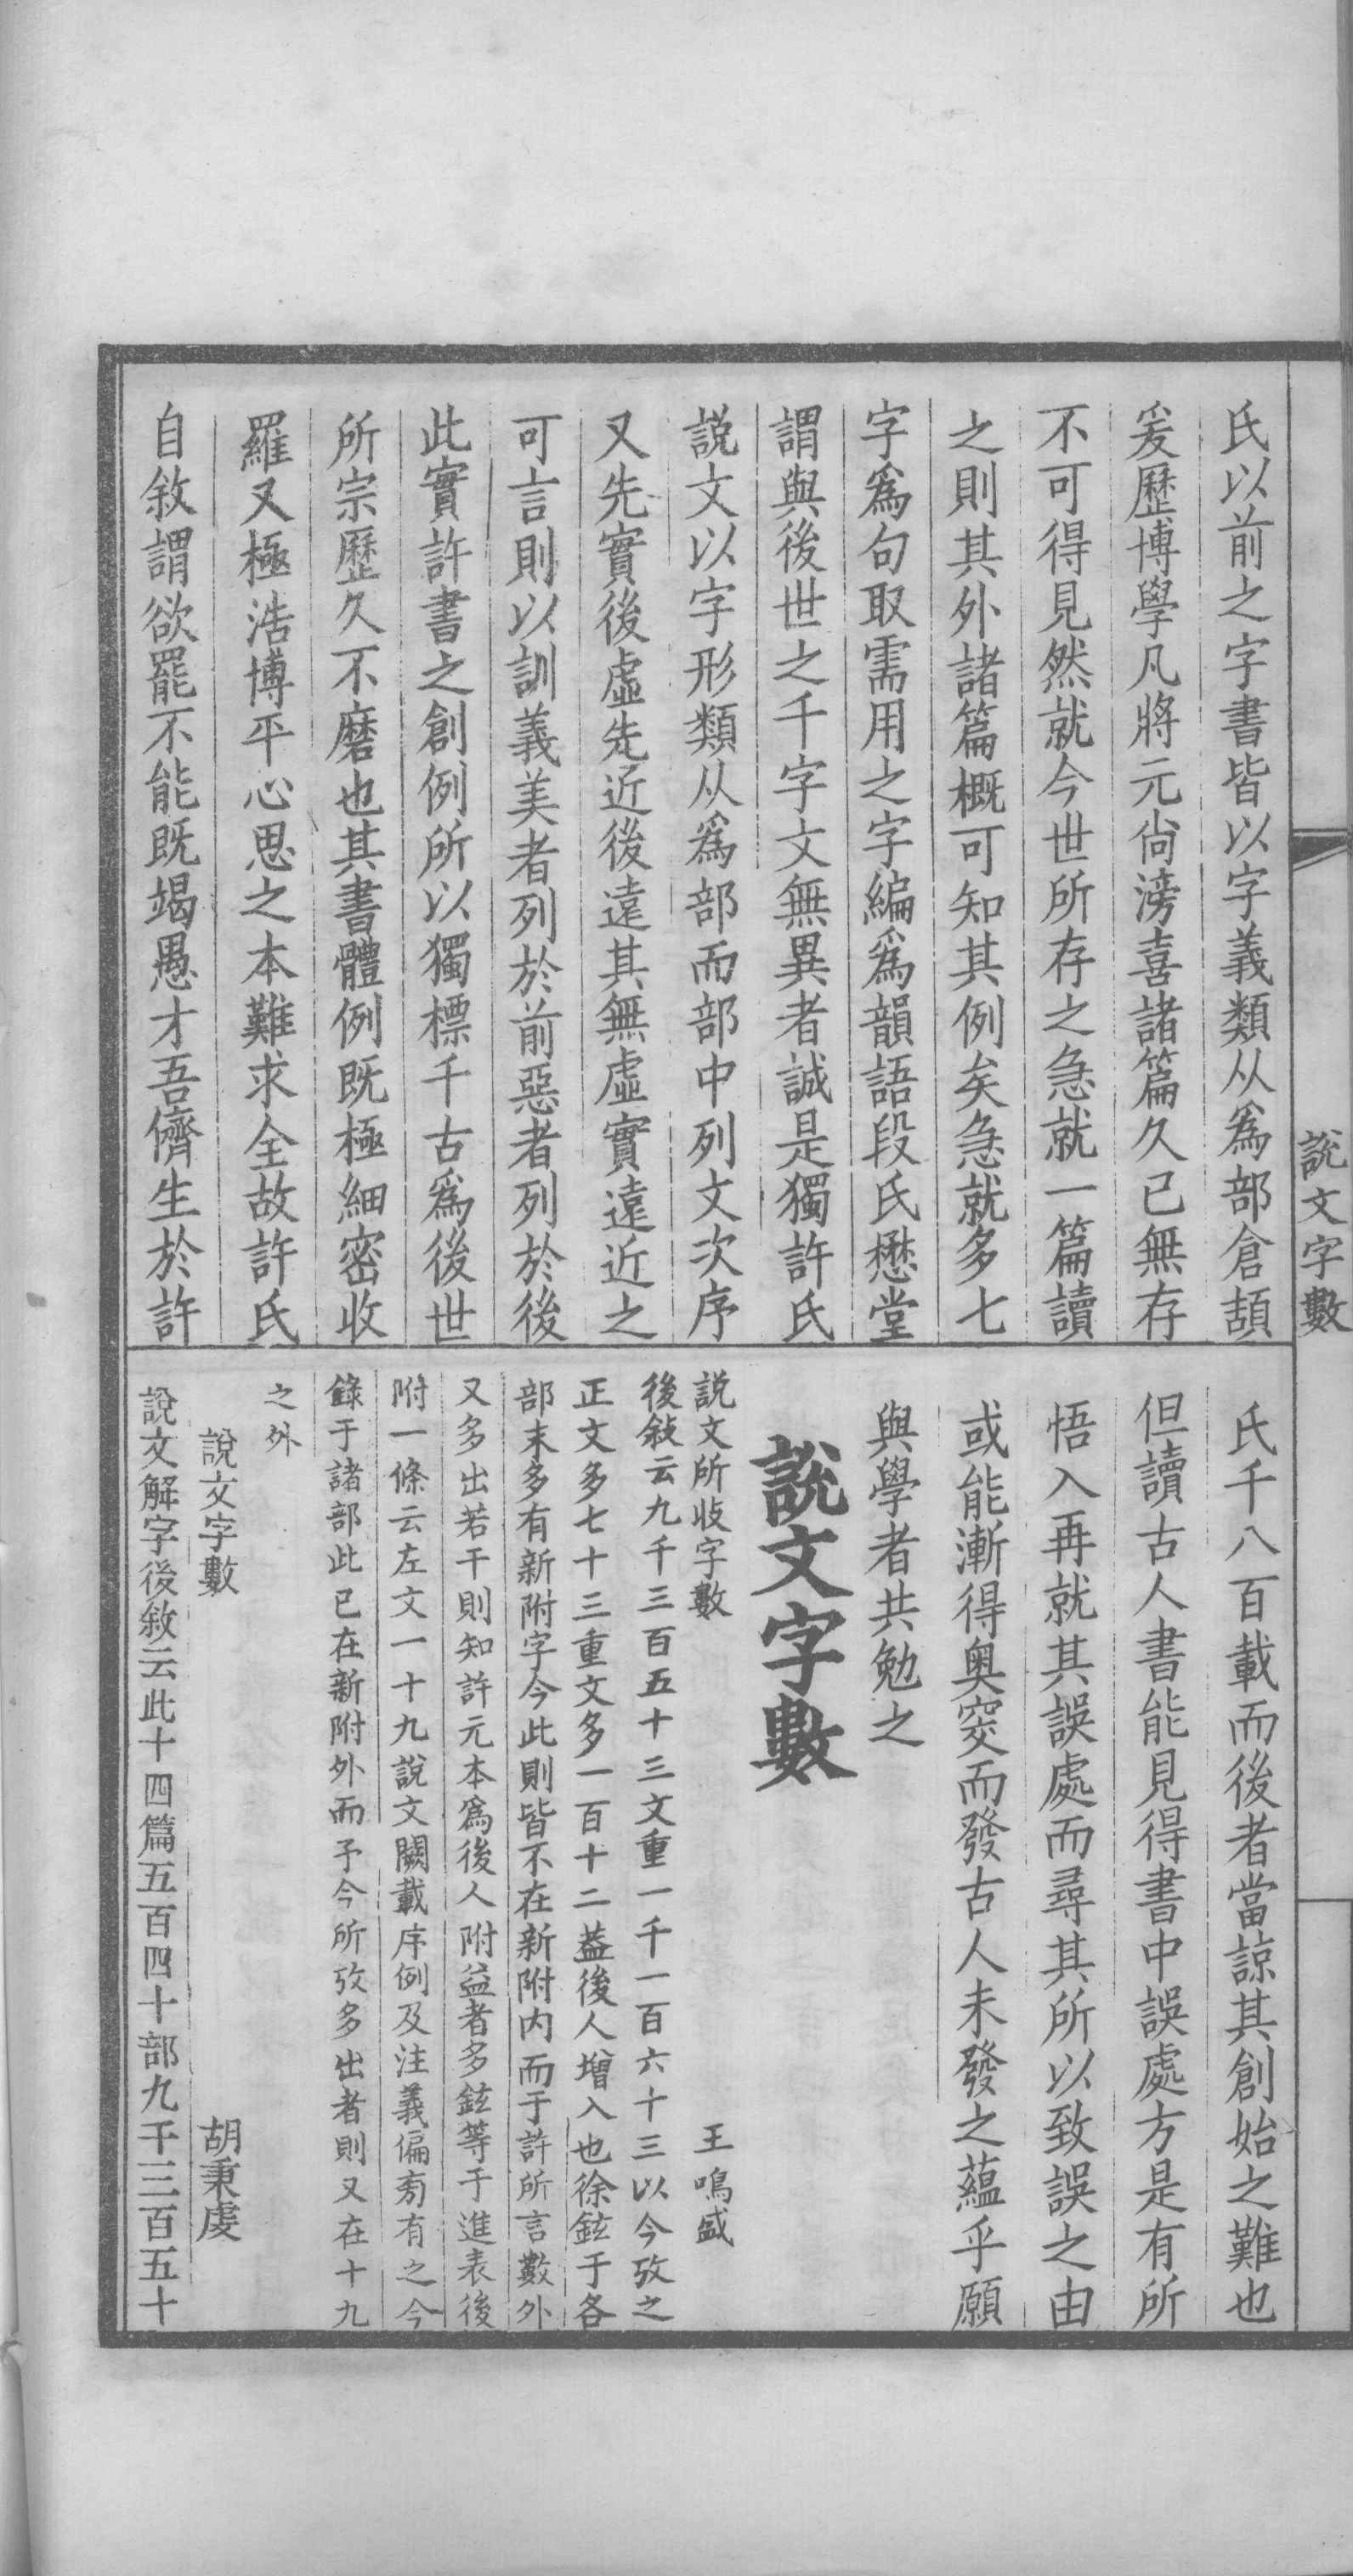 說文字數
氏以前之字書皆以字義類从爲部倉頡
爰歷博學凡將元尙滂喜諸篇久已無存
不可得見然就今世所存之急就一篇讀
之則其外諸篇概可知其例矣急就多七
字爲句取需用之字編爲韻語段氏懋堂
謂與後世之千字文無異者誠是獨許氏
說文以字形類从爲部而部中列文次序
又先實後虛先近後遠其無虛實遠近之
可言則以訓義美者列於前惡者列於後
此實許書之創例所以獨標千古爲後世
所宗歷久不磨也其書體例既極細密收
羅又極浩博平心思之本難求全故許氏
自敘謂欲罷不能既竭愚才吾儕生於許
氏千八百載而後者當諒其創始之難也
但讀古人書能見得書中誤處方是有所
悟入再就其誤處而尋其所以致誤之由
或能漸得奧窔而發古人未發之蘊乎願
與學者共勉之
說文字數
說文所收字數 王鳴盛
後敘云九千三百五十三文重一千一百六十三以今攷之
正文多七十三重文多一百十二葢後人增入也徐鉉于各
部末多有新附字今此則皆不在新附内而于許所言數外
又多出若干則知許元本爲後人附益者多鉉等于進表後
附一條云左文一十九說文闕載序例及注義偏㫄有之今
錄于諸部此已在新附外而予今所攷多出者則又在十九
之外
說文字數 胡秉虔
說文解字後敘云此十四篇五百四十部九千三百五十